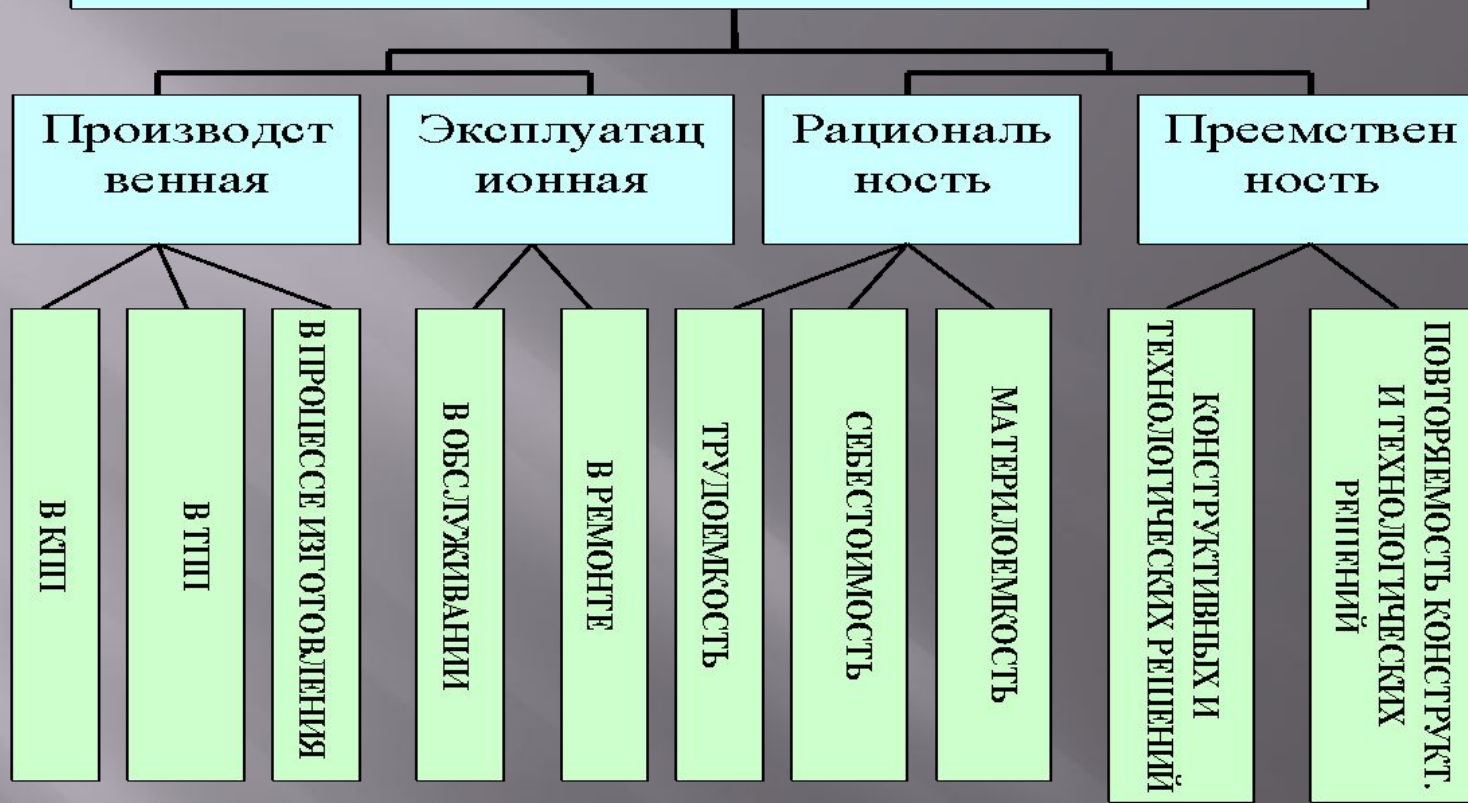 Производст
венная
Эксплуатац
ионная
Рациональ
ность
Преемствен
ность
В КПП
В ТПП
В ПРОЦЕССЕ ИЗГОТОВЛЕНИЯ
В ОБСЛУЖИВАНИИ
В РЕМОНТЕ
ТРУДОЕМКОСТЬ
СЕБЕСТОИМОСТЬ
МАТЕРИЛОЕМКОСТЬ
КОНСТРУКТИВНЫХ И
ТЕХНОЛОГИЧЕСКИХ РЕШЕНИЙ
ПОВТОРЯЕМОСТЬ КОНСТРУКТ.
И ТЕХНОЛОГИЧЕСКИХ
РЕШЕНИЙ